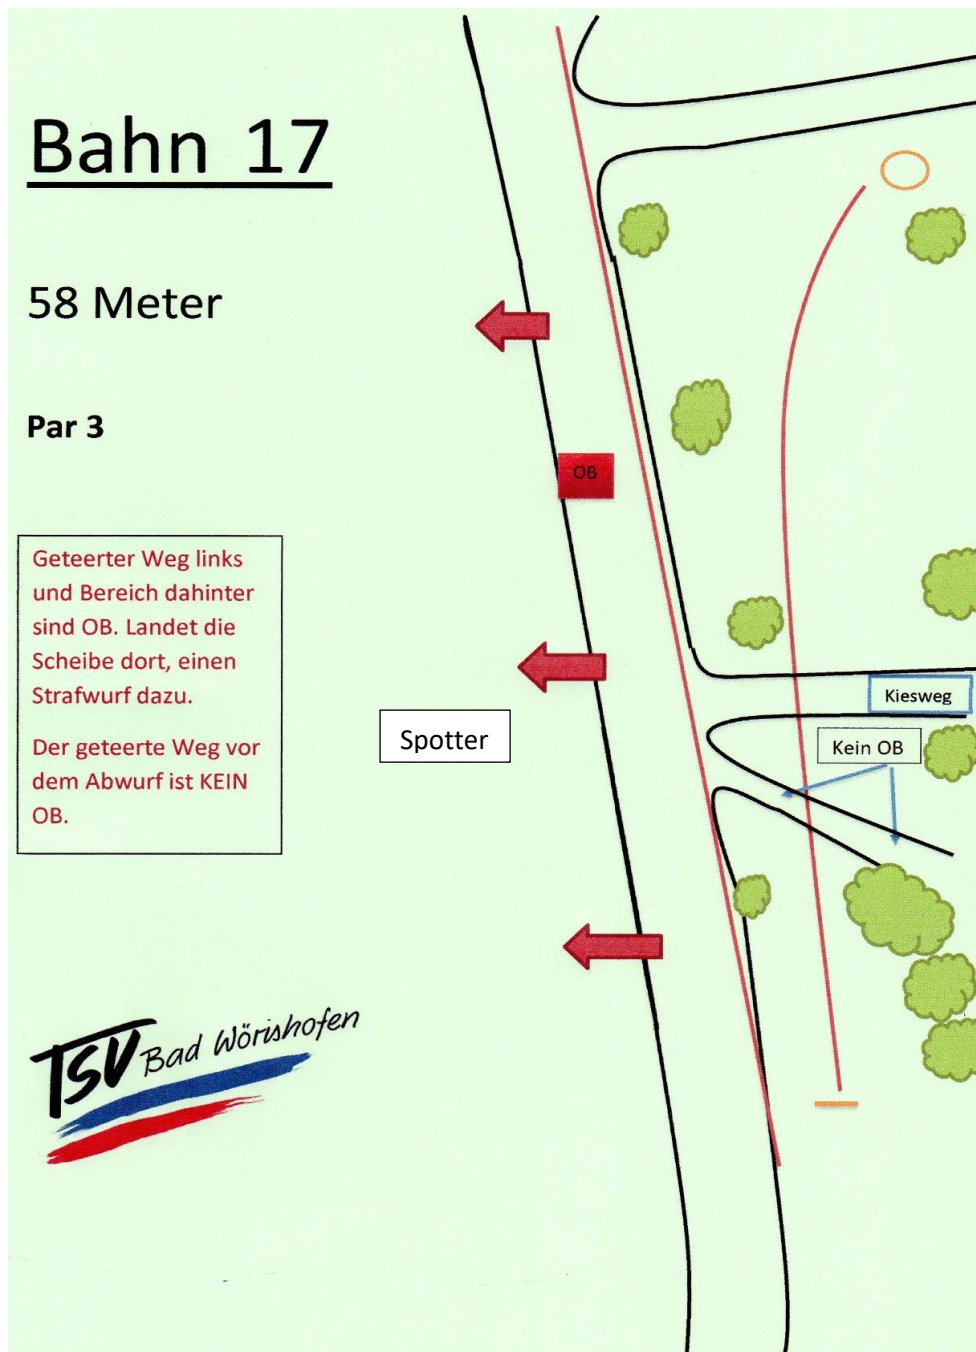 Bahn 17
58 Meter
Par 3
OB
Geteerter Weg links
und Bereich dahinter
sind OB. Landet die
Scheibe dort, einen
Strafwurf dazu.
Der geteerte Weg vor
dem Abwurf ist KEIN
OB.
Spotter
Kiesweg
Kein OB
TSV Bad Wörishofen